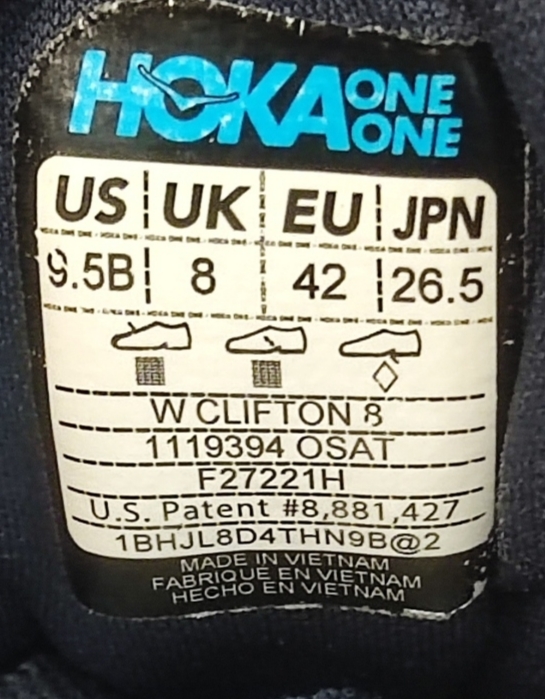 HOKA ONE ONE
US UK EU JPN
9.5B 8 42 26.5
W CLIFTON 8
1119394 OSAT
F27221H
U.S. Patent #8,881,427
1BHJL8D4THN9B@2
MADE IN VIETNAM
FABRIQUE EN VIETNAM
HECHO EN VIETNAM